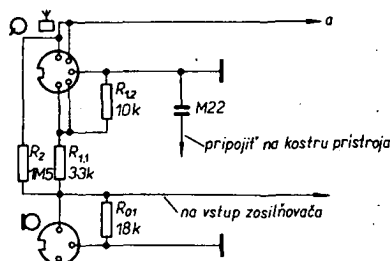 a
R1,2
10k
M22
pripojiť na kostru prístroja
R2
1M5
R1,1
33k
na vstup zosilňovača
R01
18k